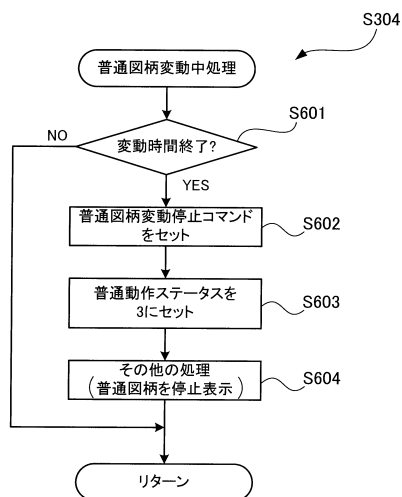 S304
普通図柄変動中処理
S601
NO
変動時間終了?
YES
普通図柄変動停止コマンド
をセット
S602
普通動作ステータスを
3にセット
S603
その他の処理
(普通図柄を停止表示)
S604
リターン